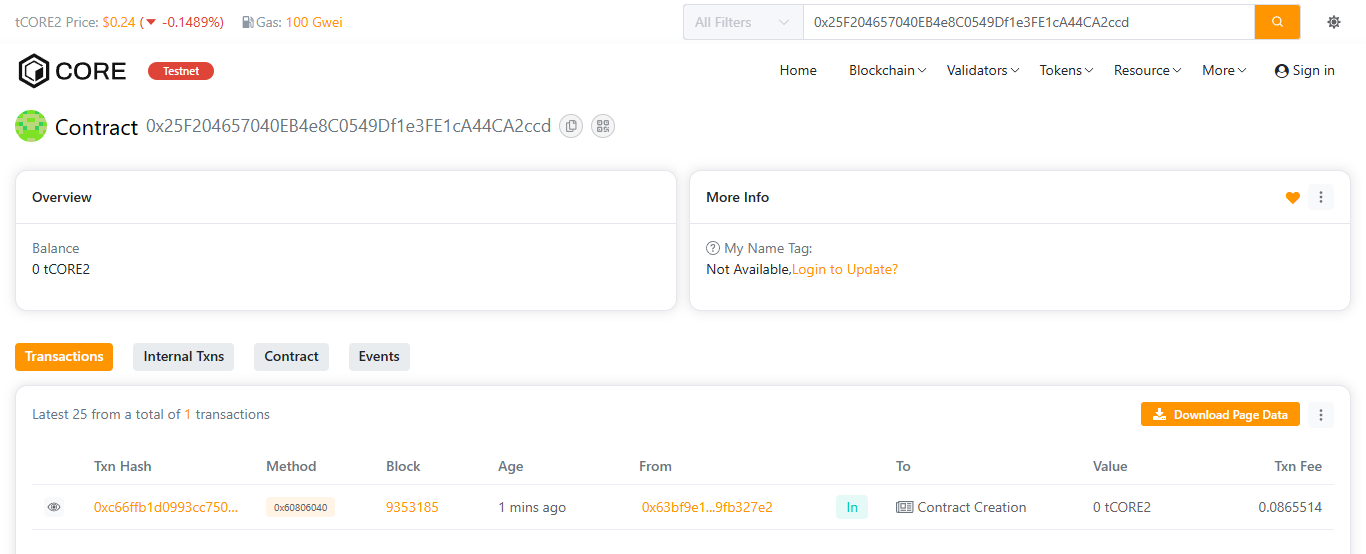 tCORE2 Price: $0.24 (▼ -0.1489%) Gas: 100 Gwei
All Filters 0x25F204657040EB4e8C0549Df1e3FE1cA44CA2ccd
CORE Testnet Home Blockchain Validators Tokens Resource More Sign in
Contract 0x25F204657040EB4e8C0549Df1e3FE1cA44CA2ccd
Overview
Balance
0 tCORE2
More Info
My Name Tag:
Not Available,Login to Update?
Transactions Internal Txns Contract Events
Latest 25 from a total of 1 transactions Download Page Data
Txn Hash Method Block Age From To Value Txn Fee
0xc66ffb1d0993cc750... 0x60806040 9353185 1 mins ago 0x63bf9e1...9fb327e2 In Contract Creation 0 tCORE2 0.0865514